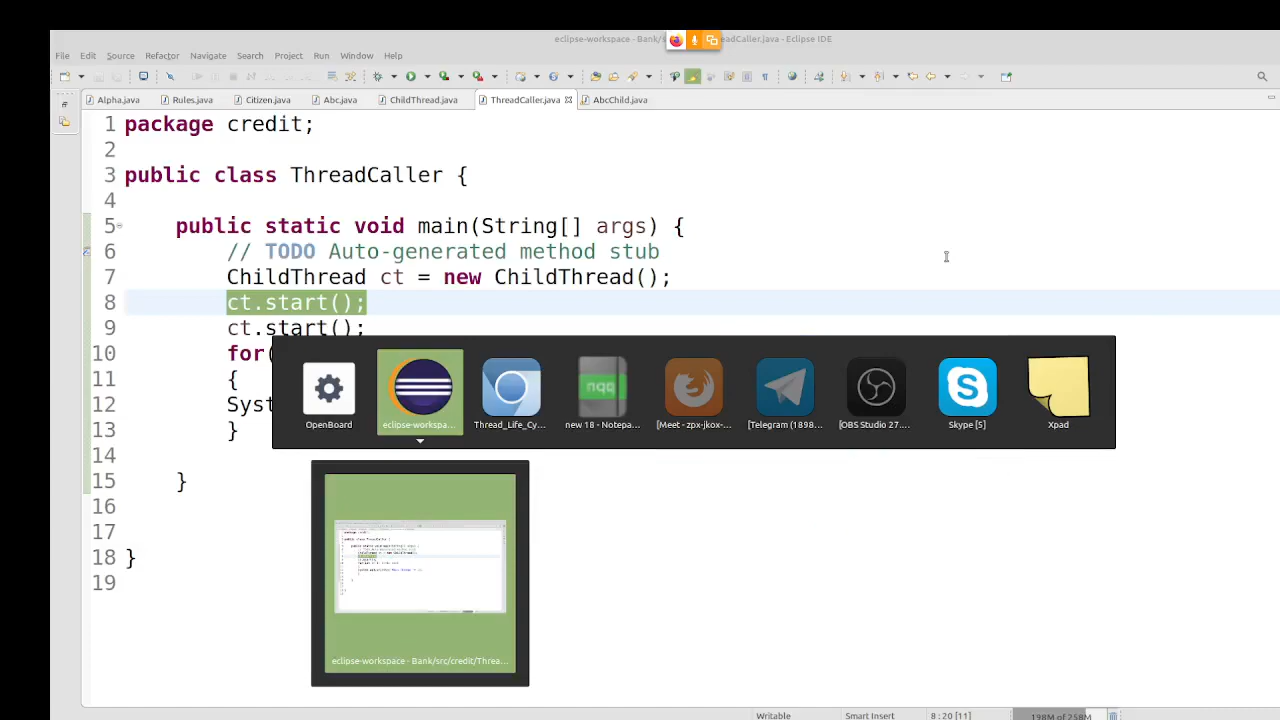 eclipse-workspace - Bank/s readCaller.java - Eclipse IDE
File Edit Source Refactor Navigate Search Project Run Window Help
Alpha.java Rules.java Citizen.java Abc.java ChildThread.java ThreadCaller.java AbcChild.java
1 package credit;
2
3 public class ThreadCaller {
4
5 public static void main(String[] args) {
6 // TODO Auto-generated method stub
7 ChildThread ct = new ChildThread();
8 ct.start();
9 ct.start();
10 for(
11 {
12 Syst
13 }
14
15 }
16
17
18 }
19
nqq
OpenBoard eclipse-workspa... Thread_Life_Cy... new 18 - Notepa... [Meet - zpx-jkox-... [Telegram (1898... [OBS Studio 27.... Skype [5] Xpad
eclipse-workspace - Bank/src/credit/Threa...
Writable Smart Insert 8 : 20 [11] 198M of 258M